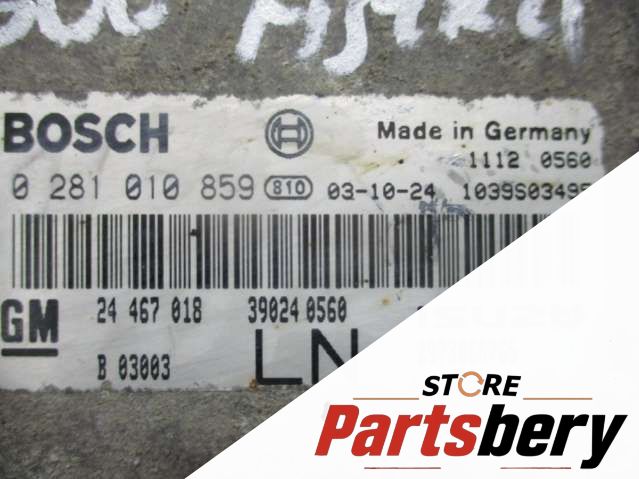 BOSCH
Made in Germany
1112 0560
0 281 010 859 810 03-10-24 1039S03495
GM 24 467 018 39024 0560
B 03003 LN
STORE
Partsbery